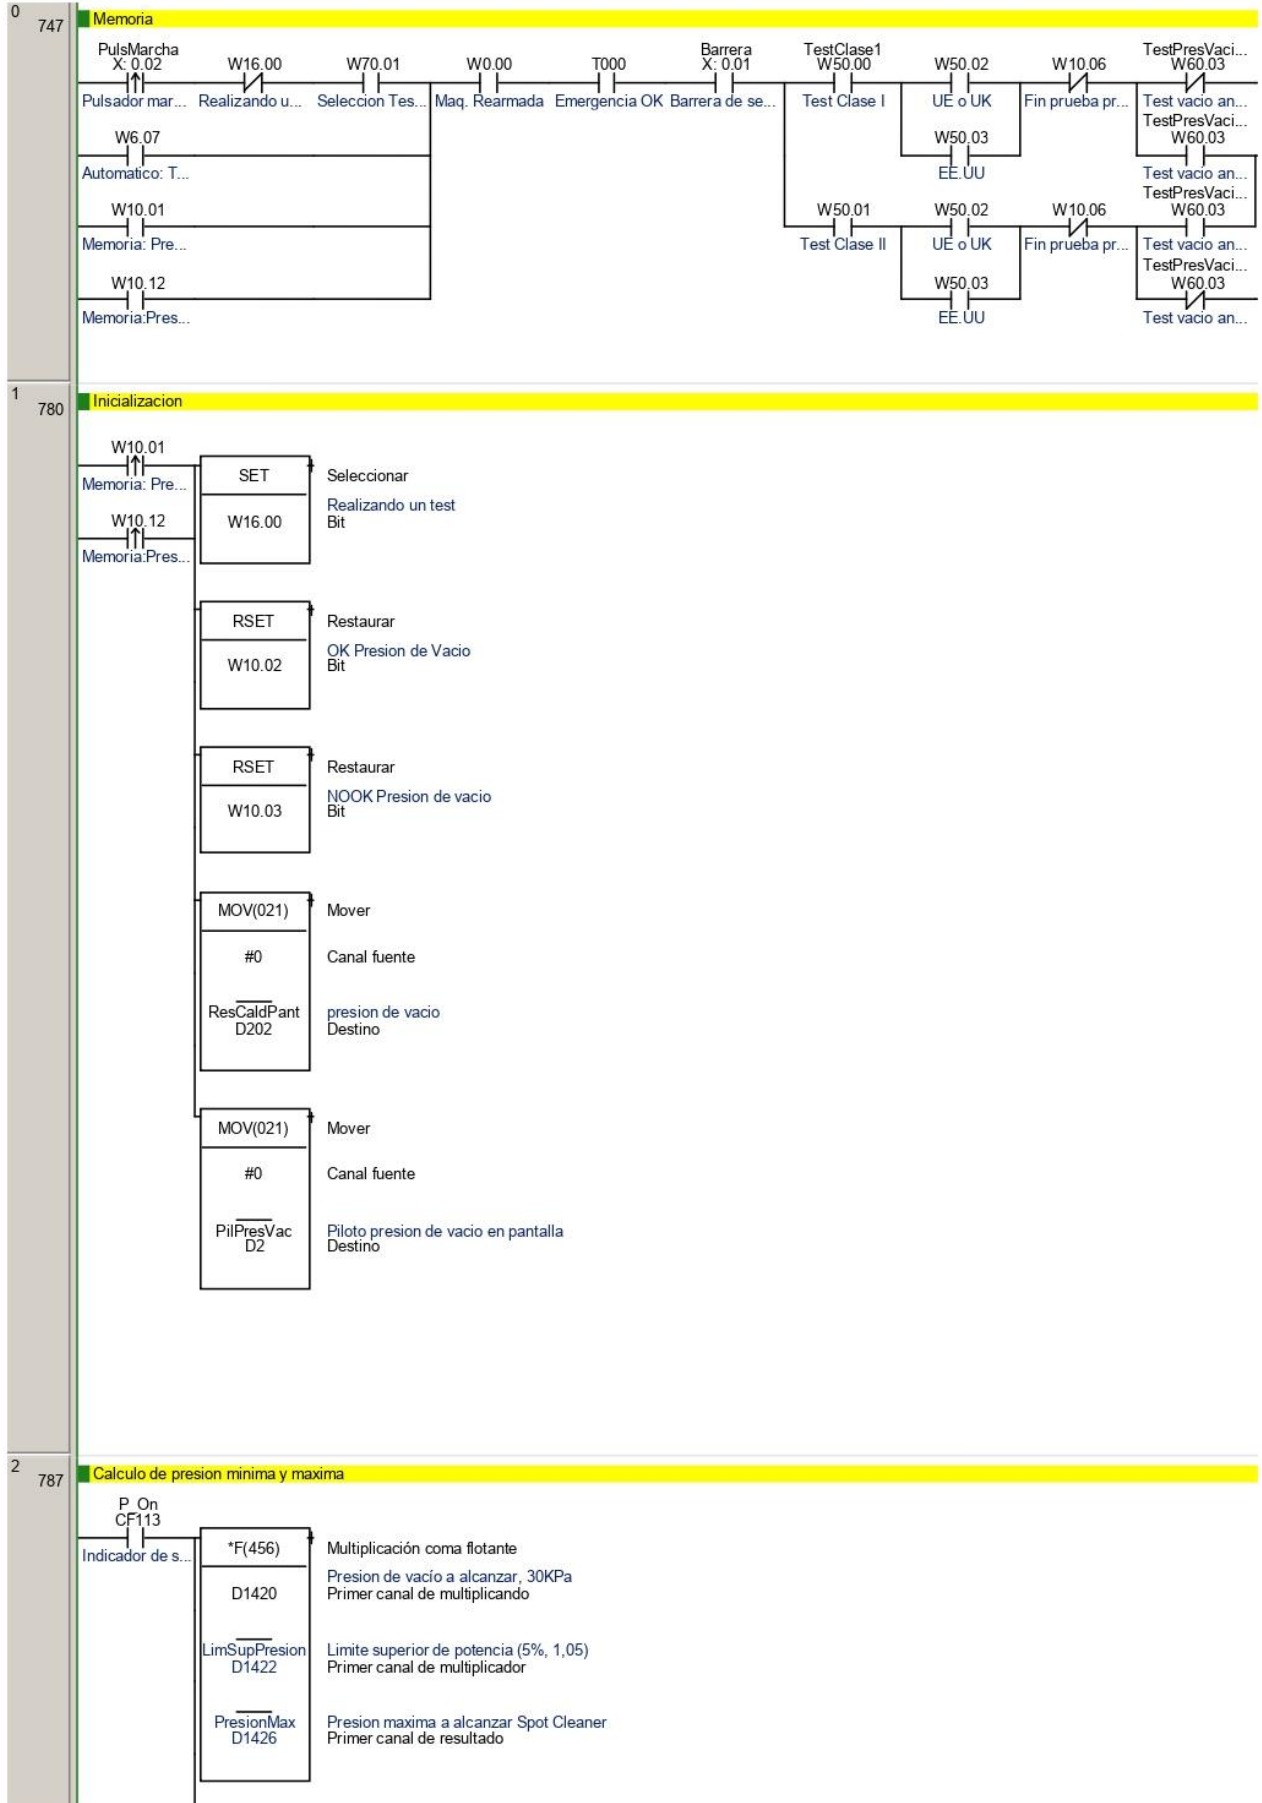 0
747
Memoria
PulsMarcha
X: 0.02
W16.00
W70.01
W0.00
T000
Barrera
X: 0.01
TestClase1
W50.00
W50.02
W10.06
TestPresVaci...
W60.03
Pulsador mar...
Realizando u...
Seleccion Tes...
Maq. Rearmada
Emergencia OK
Barrera de se...
Test Clase I
UE o UK
Fin prueba pr...
Test vacio an...
TestPresVaci...
W6.07
W50.03
W60.03
Automatico: T...
EE.UU
Test vacio an...
TestPresVaci...
W10.01
W50.01
W50.02
W10.06
W60.03
Memoria: Pre...
Test Clase II
UE o UK
Fin prueba pr...
Test vacio an...
TestPresVaci...
W10.12
W50.03
W60.03
Memoria:Pres...
EE.UU
Test vacio an...
1
780
Inicializacion
W10.01
Memoria: Pre...
W10.12
Memoria:Pres...
SET
Seleccionar
Realizando un test
W16.00
Bit
RSET
Restaurar
OK Presion de Vacio
W10.02
Bit
RSET
Restaurar
NOOK Presion de vacio
W10.03
Bit
MOV(021)
Mover
#0
Canal fuente
ResCaldPant
presion de vacio
D202
Destino
MOV(021)
Mover
#0
Canal fuente
PilPresVac
Piloto presion de vacio en pantalla
D2
Destino
2
787
Calculo de presion minima y maxima
P_On
CF113
Indicador de s...
*F(456)
Multiplicación coma flotante
Presion de vacío a alcanzar, 30KPa
D1420
Primer canal de multiplicando
LimSupPresion
Limite superior de potencia (5%, 1,05)
D1422
Primer canal de multiplicador
PresionMax
Presion maxima a alcanzar Spot Cleaner
D1426
Primer canal de resultado